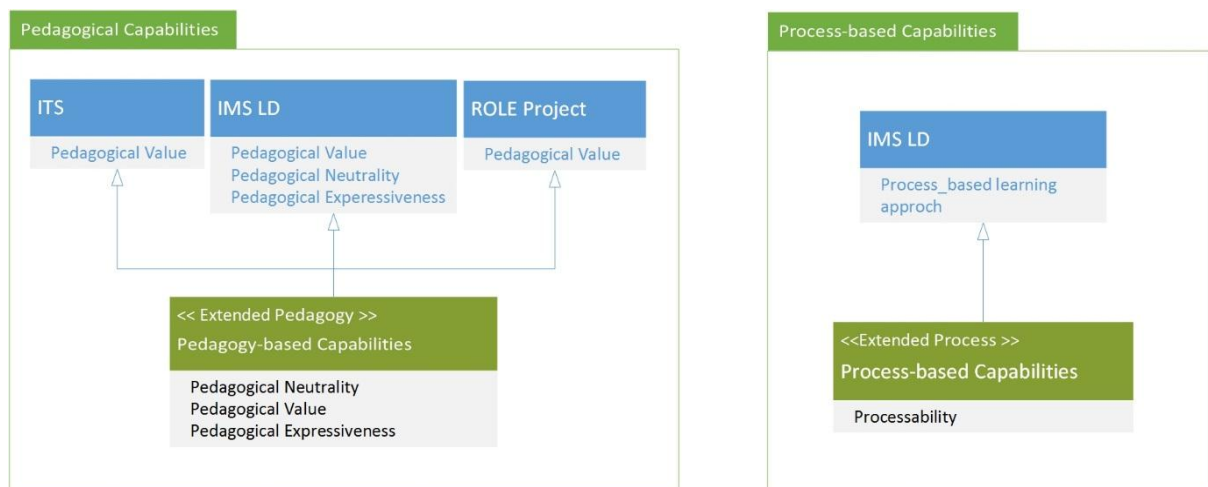 Pedagogical Capabilities
ITS
Pedagogical Value
IMS LD
Pedagogical Value
Pedagogical Neutrality
Pedagogical Experessiveness
ROLE Project
Pedagogical Value
<< Extended Pedagogy >>
Pedagogy-based Capabilities
Pedagogical Neutrality
Pedagogical Value
Pedagogical Expressiveness
Process-based Capabilities
IMS LD
Process_based learning
approch
<<Extended Process >>
Process-based Capabilities
Processability